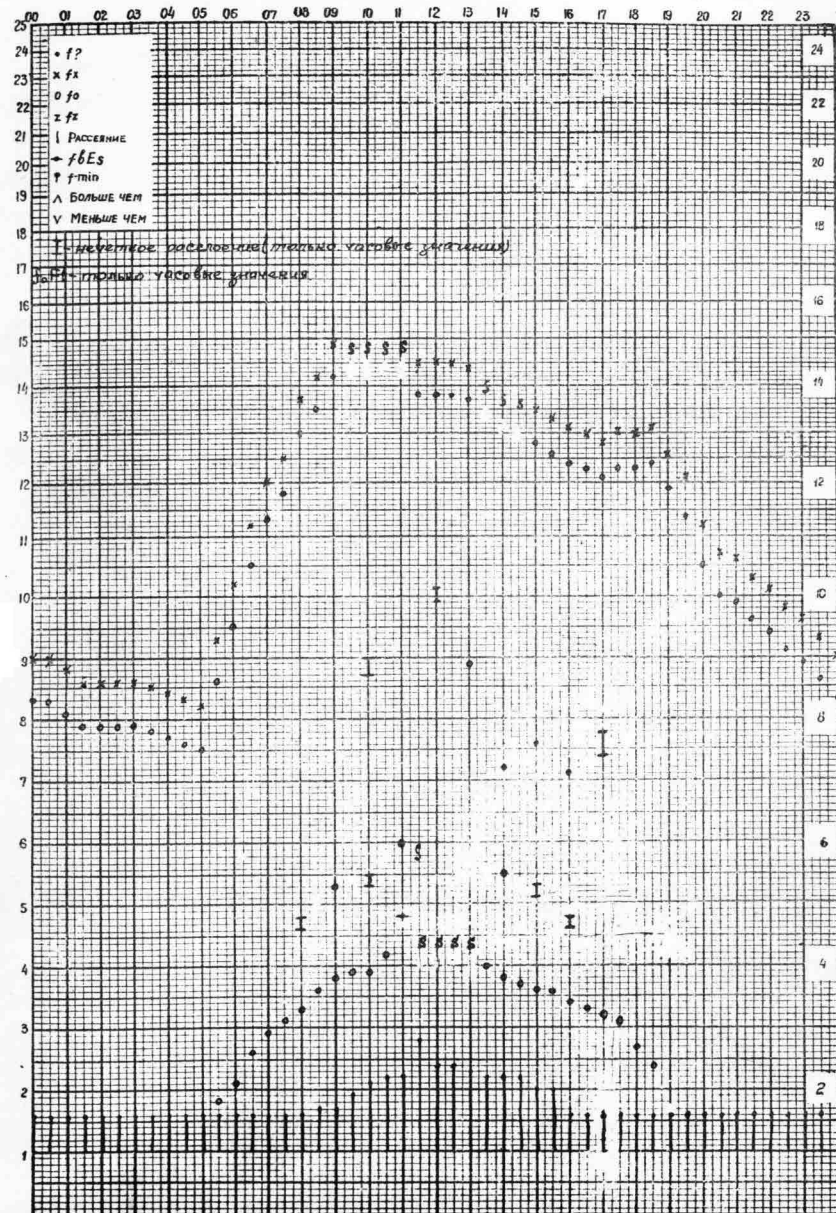 00 01 02 03 04 05 06 07 08 09 10 11 12 13 14 15 16 17 18 19 20 21 22 23
25
24 24
23
22 22
21
20 20
19
18 18
17
16 16
15
14 14
13
12 12
11
10 10
9
8 8
7
6 6
5
4 4
3
2 2
1
• f?
x fx
o fo
z fz
| РАССЕЯНИЕ
fbEs
f-min
Λ БОЛЬШЕ ЧЕМ
V МЕНЬШЕ ЧЕМ
I - нечеткое расслоение (только часовые значения)
foF1 - только часовые значения
S S S S
S S S
S
S S S S